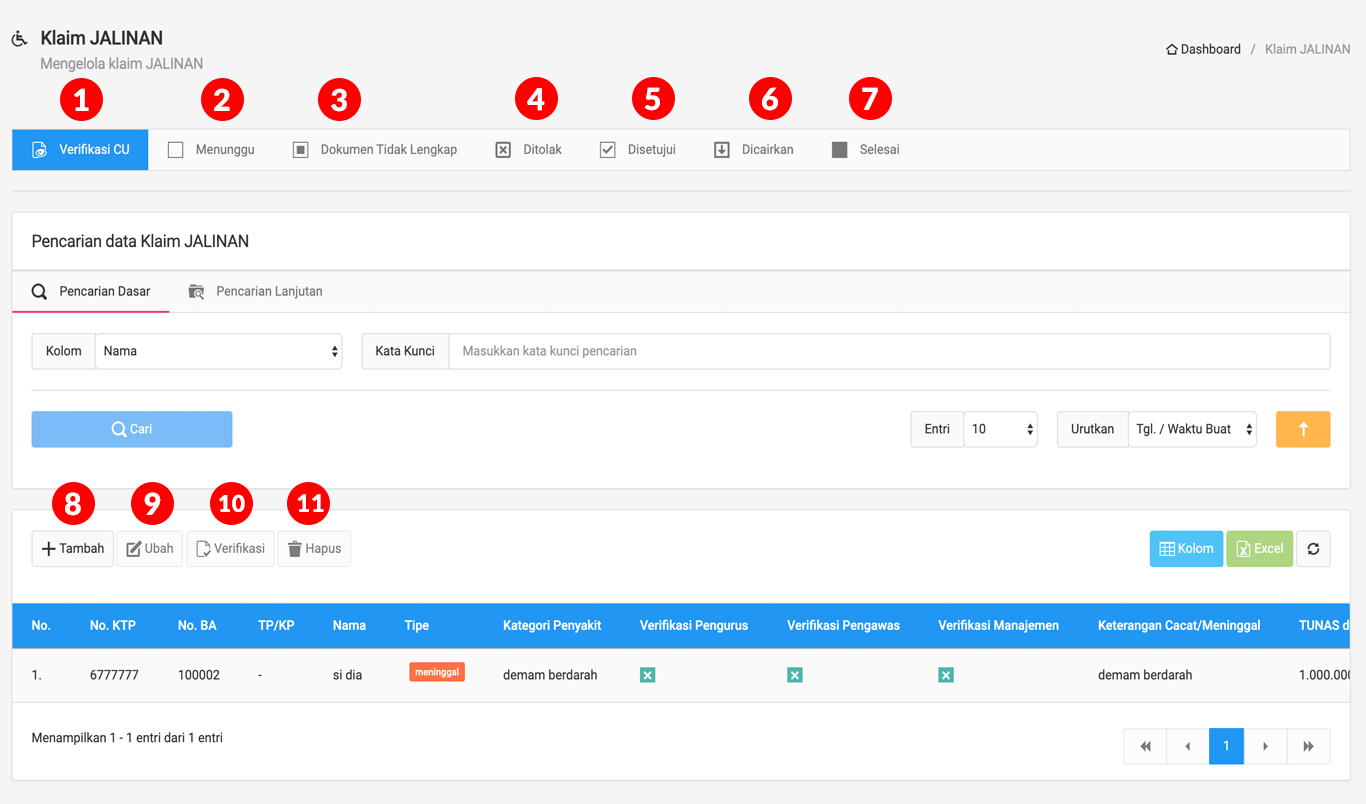 Klaim JALINAN
Mengelola klaim JALINAN
Dashboard / Klaim JALINAN
1 2 3 4 5 6 7
Verifikasi CU Menunggu Dokumen Tidak Lengkap Ditolak Disetujui Dicairkan Selesai
Pencarian data Klaim JALINAN
Pencarian Dasar Pencarian Lanjutan
Kolom Nama Kata Kunci Masukkan kata kunci pencarian
Cari Entri 10 Urutkan Tgl. / Waktu Buat
8 9 10 11
Tambah Ubah Verifikasi Hapus Kolom Excel
No. No. KTP No. BA TP/KP Nama Tipe Kategori Penyakit Verifikasi Pengurus Verifikasi Pengawas Verifikasi Manajemen Keterangan Cacat/Meninggal TUNAS d
1. 6777777 100002 - si dia meninggal demam berdarah demam berdarah 1.000.000
Menampilkan 1 - 1 entri dari 1 entri
1